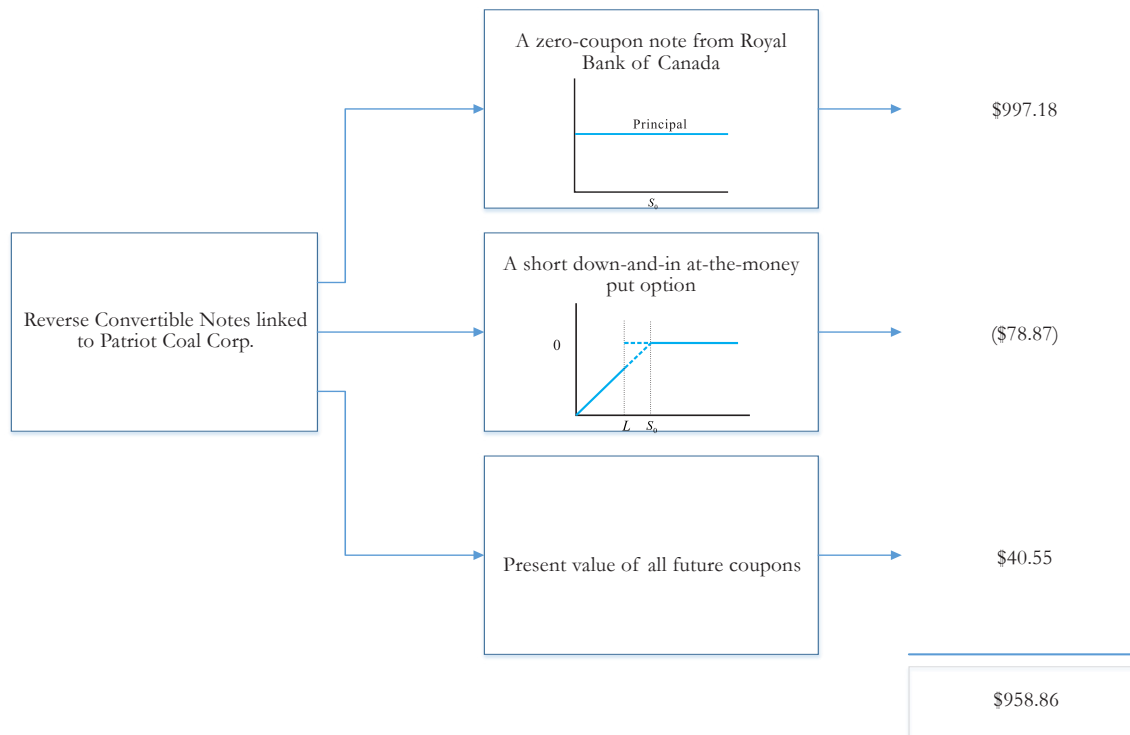 A zero-coupon note from Royal
Bank of Canada
Principal
S₀
$997.18
Reverse Convertible Notes linked
to Patriot Coal Corp.
A short down-and-in at-the-money
put option
0
L S₀
($78.87)
Present value of all future coupons
$40.55
$958.86